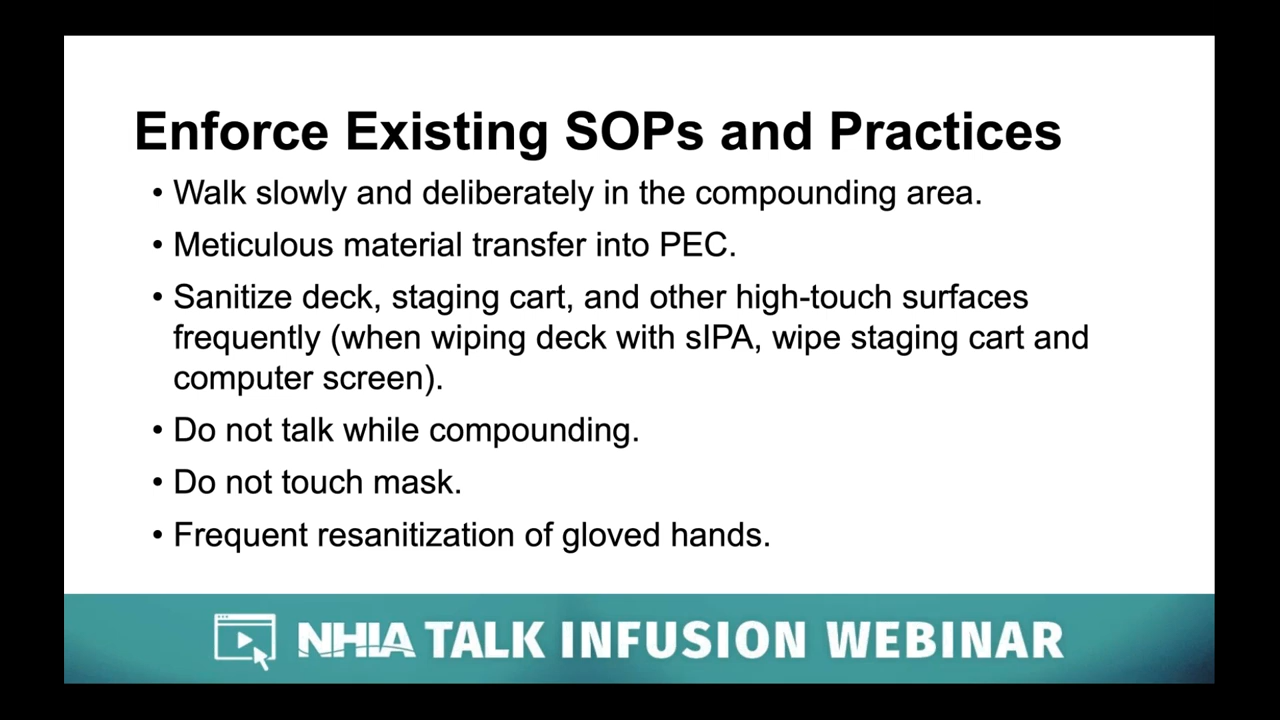 Enforce Existing SOPs and Practices
• Walk slowly and deliberately in the compounding area.
• Meticulous material transfer into PEC.
• Sanitize deck, staging cart, and other high-touch surfaces
frequently (when wiping deck with sIPA, wipe staging cart and
computer screen).
• Do not talk while compounding.
• Do not touch mask.
• Frequent resanitization of gloved hands.
NHIA TALK INFUSION WEBINAR